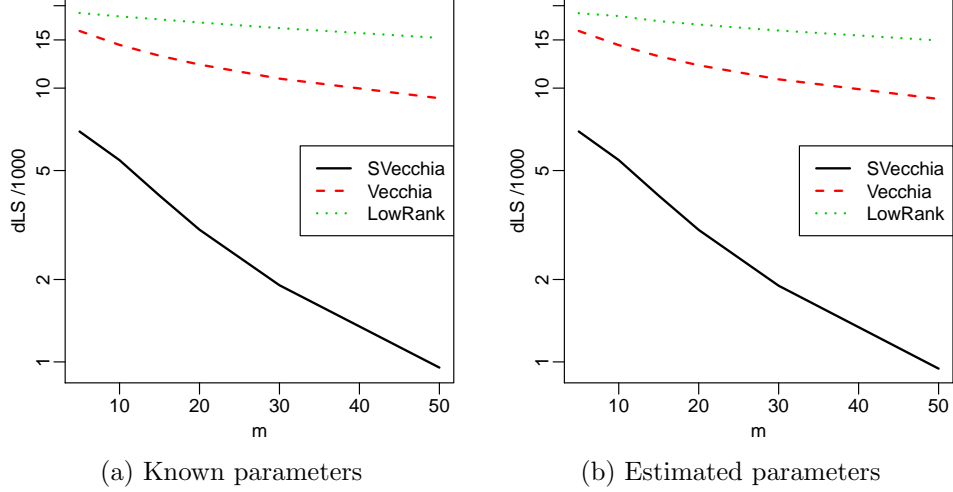 dLS /1000
15
10
5
2
1
SVecchia
Vecchia
LowRank
10 20 30 40 50
m
(a) Known parameters
dLS /1000
15
10
5
2
1
SVecchia
Vecchia
LowRank
10 20 30 40 50
m
(b) Estimated parameters